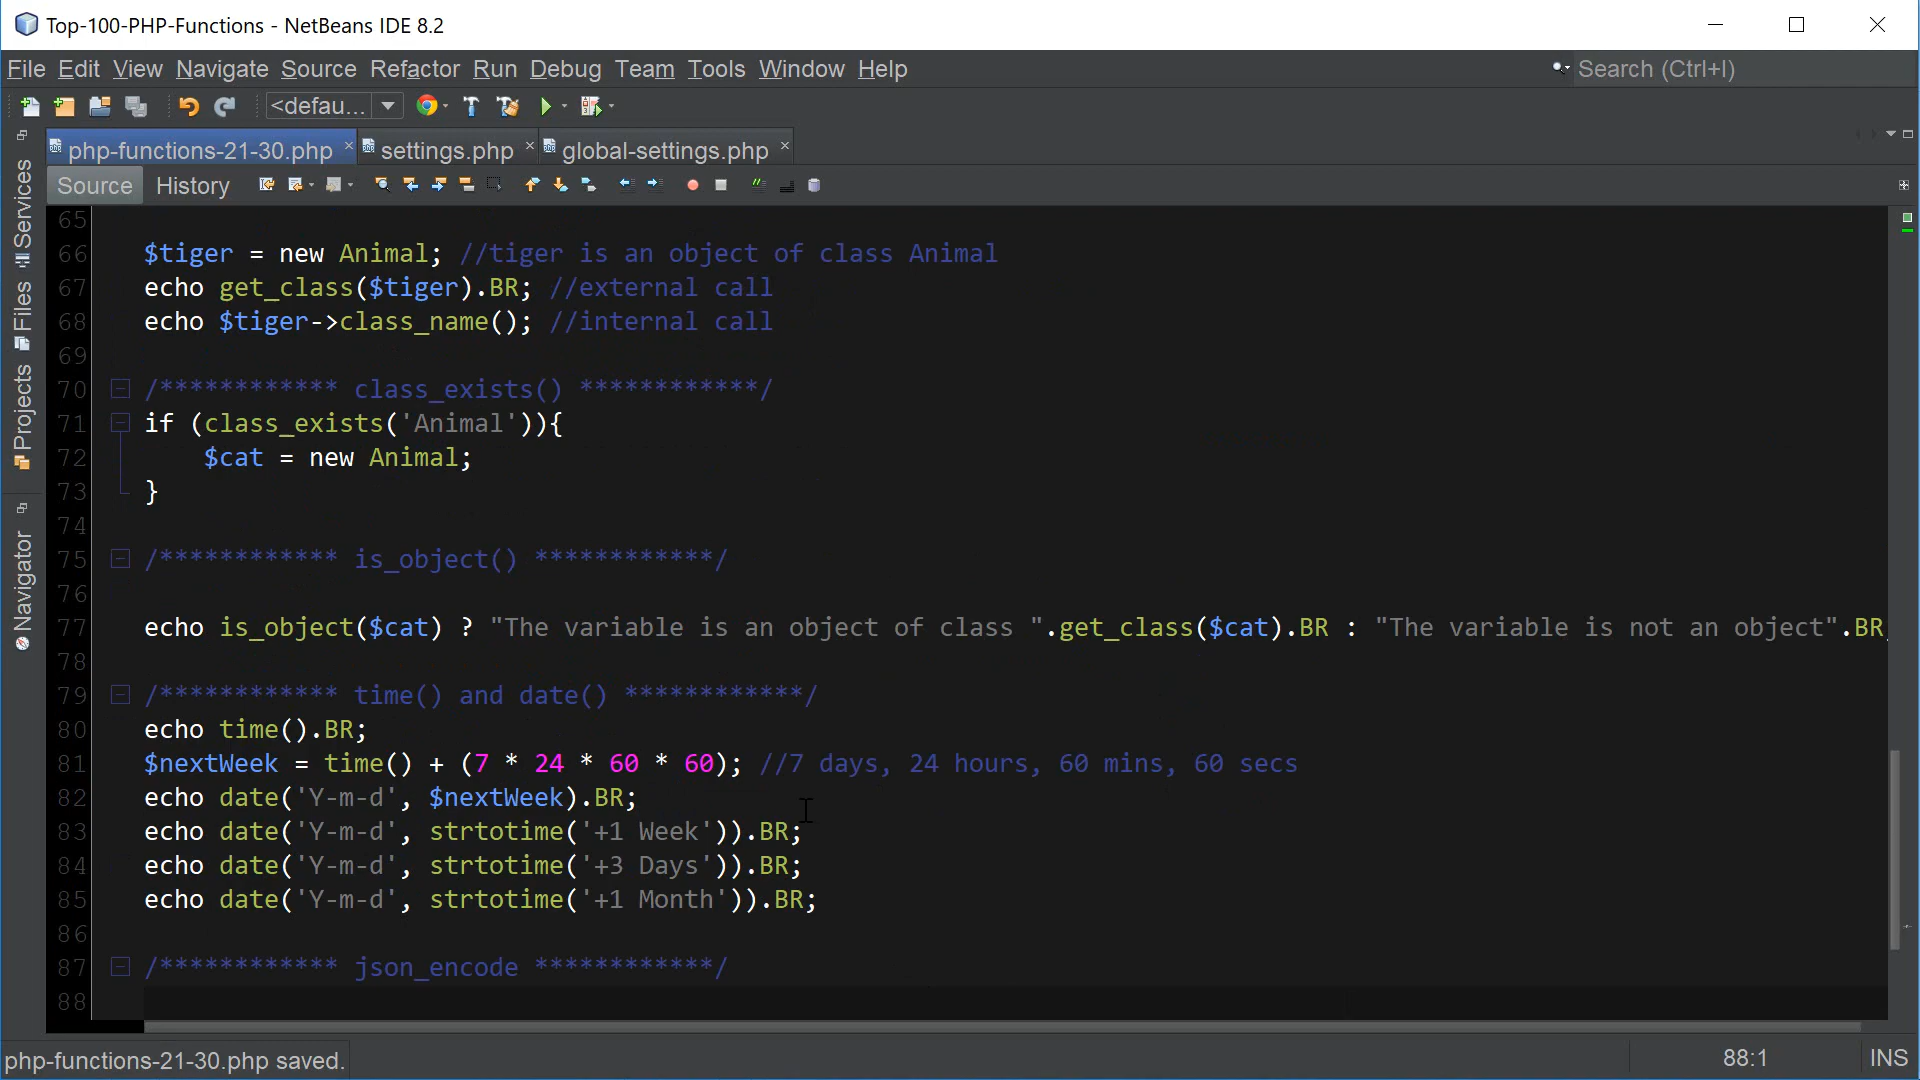 Top-100-PHP-Functions - NetBeans IDE 8.2
File Edit View Navigate Source Refactor Run Debug Team Tools Window Help
Search (Ctrl+I)
<defau...
php-functions-21-30.php settings.php global-settings.php
Source History
Services
Files
Projects
Navigator
65
66 $tiger = new Animal; //tiger is an object of class Animal
67 echo get_class($tiger).BR; //external call
68 echo $tiger->class_name(); //internal call
69
70 /************ class_exists() ************/
71 if (class_exists('Animal')){
72 $cat = new Animal;
73 }
74
75 /************ is_object() ************/
76
77 echo is_object($cat) ? "The variable is an object of class ".get_class($cat).BR : "The variable is not an object".BR
78
79 /************ time() and date() ************/
80 echo time().BR;
81 $nextWeek = time() + (7 * 24 * 60 * 60); //7 days, 24 hours, 60 mins, 60 secs
82 echo date('Y-m-d', $nextWeek).BR;
83 echo date('Y-m-d', strtotime('+1 Week')).BR;
84 echo date('Y-m-d', strtotime('+3 Days')).BR;
85 echo date('Y-m-d', strtotime('+1 Month')).BR;
86
87 /************ json_encode ************/
88
php-functions-21-30.php saved.
88:1 INS